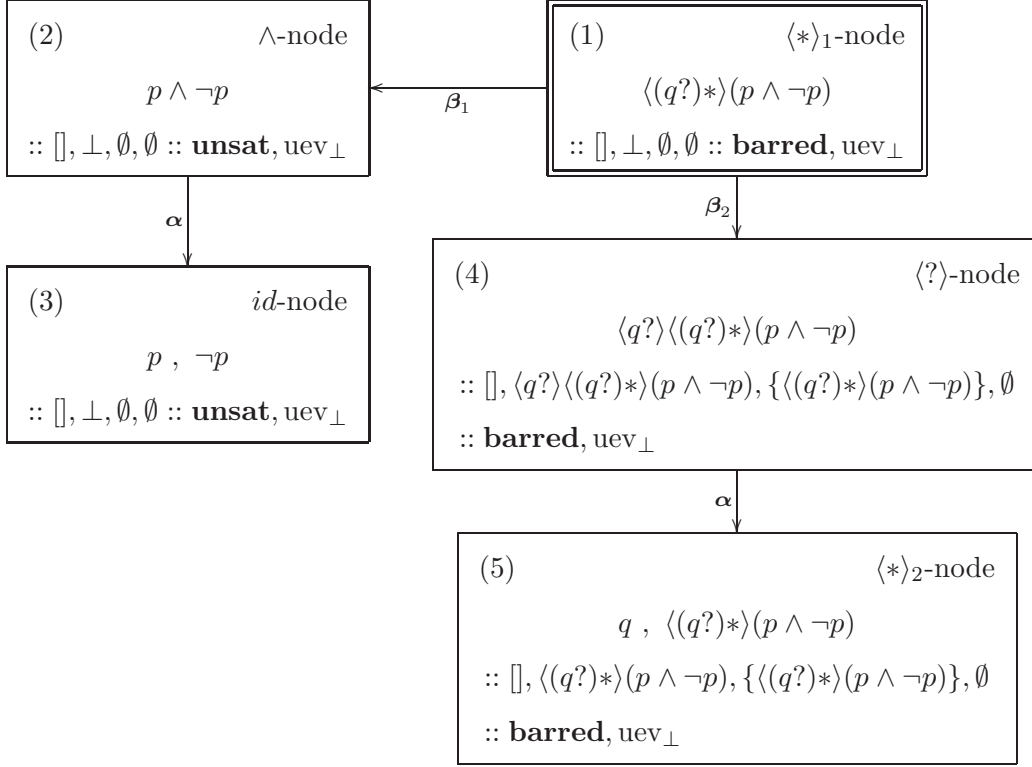 (2) ∧-node
p ∧ ¬p
:: [], ⊥, ∅, ∅ :: unsat, uev⊥
(1) ⟨∗⟩₁-node
⟨(q?)∗⟩(p ∧ ¬p)
:: [], ⊥, ∅, ∅ :: barred, uev⊥
β₁
α
β₂
(3) id-node
p , ¬p
:: [], ⊥, ∅, ∅ :: unsat, uev⊥
(4) ⟨?⟩-node
⟨q?⟩⟨(q?)∗⟩(p ∧ ¬p)
:: [], ⟨q?⟩⟨(q?)∗⟩(p ∧ ¬p), {⟨(q?)∗⟩(p ∧ ¬p)}, ∅
:: barred, uev⊥
α
(5) ⟨∗⟩₂-node
q , ⟨(q?)∗⟩(p ∧ ¬p)
:: [], ⟨(q?)∗⟩(p ∧ ¬p), {⟨(q?)∗⟩(p ∧ ¬p)}, ∅
:: barred, uev⊥